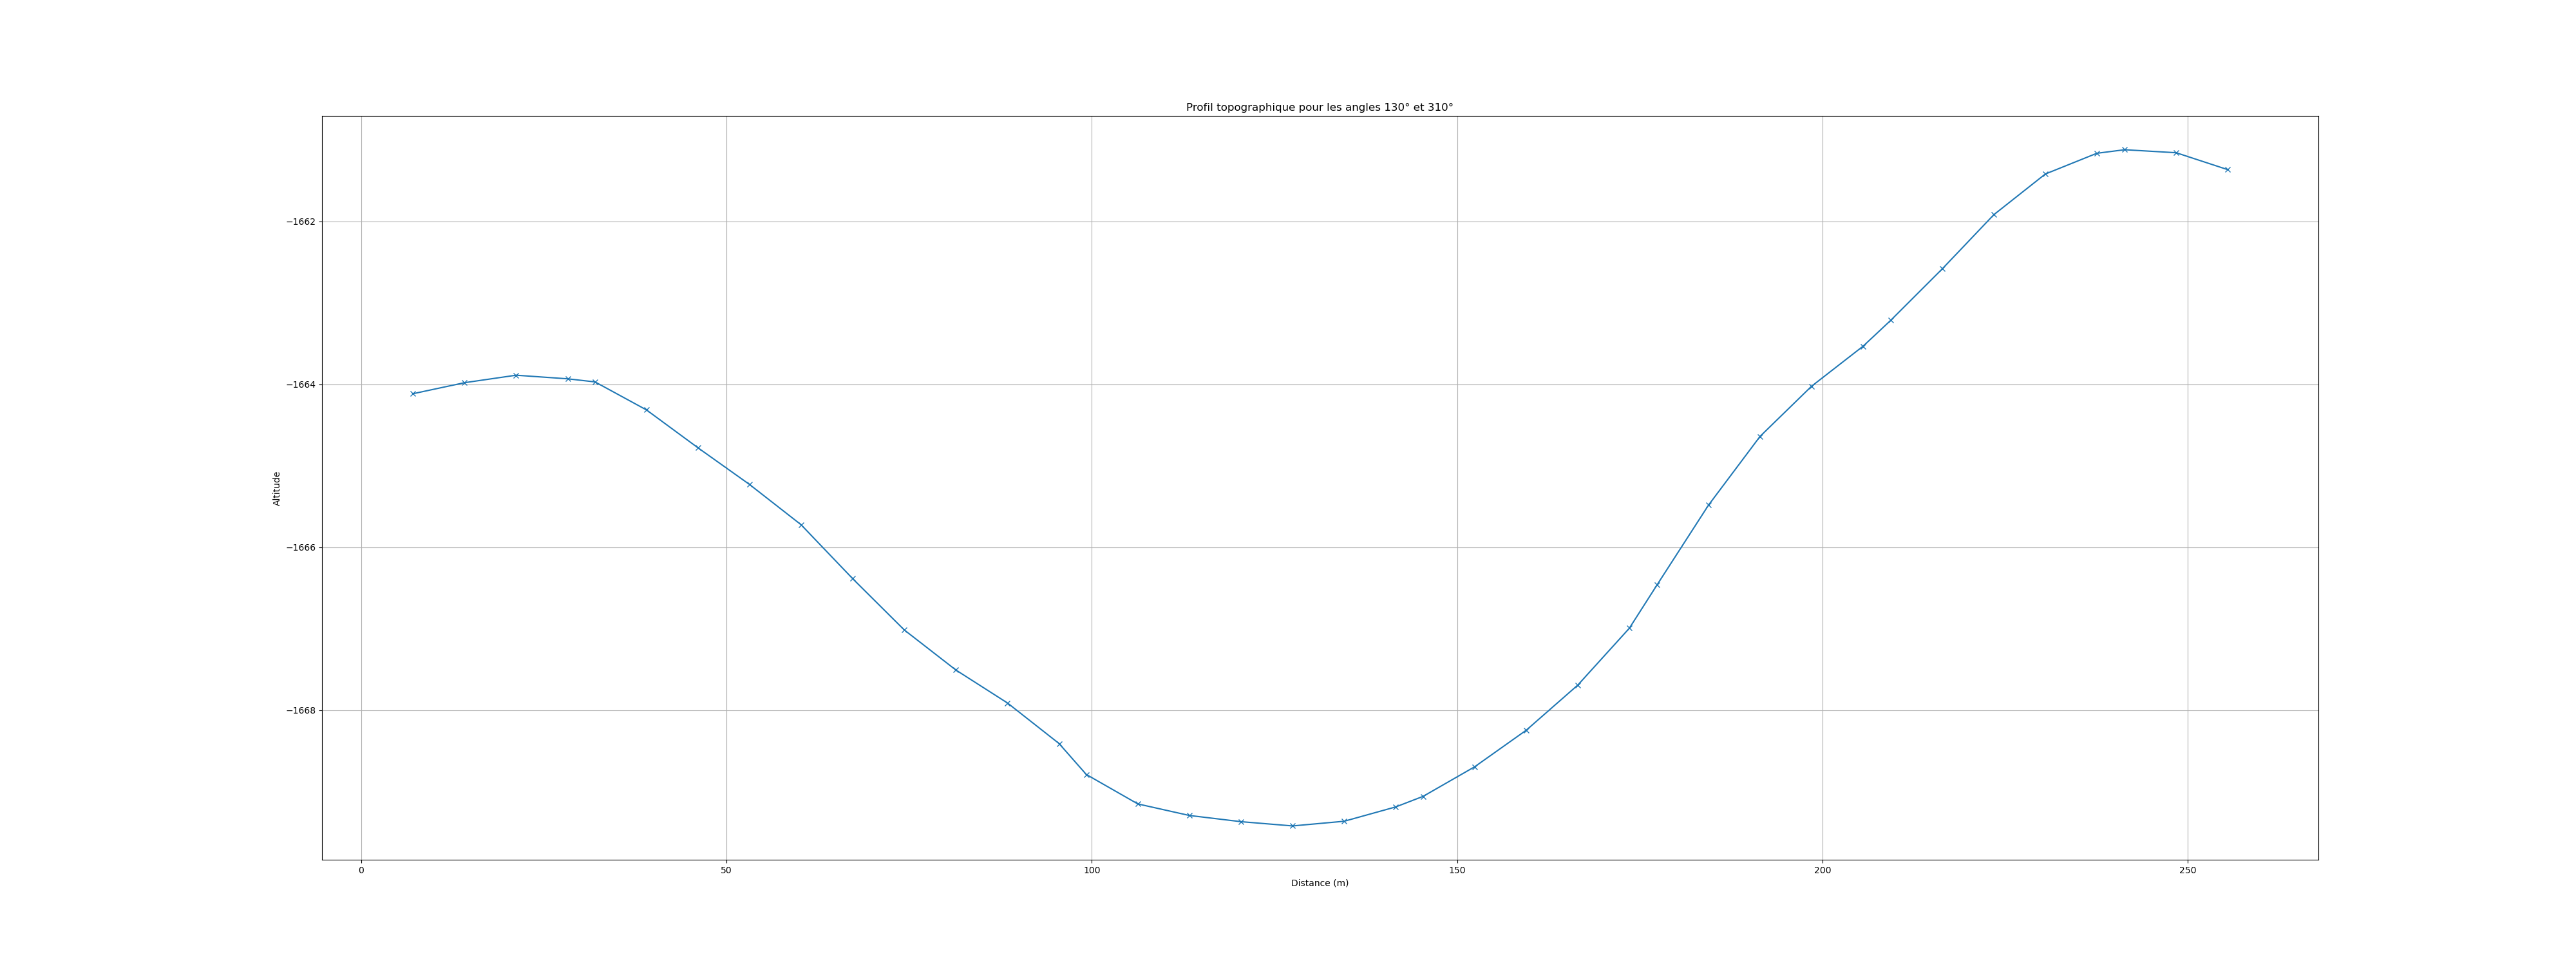 Profil topographique pour les angles 130° et 310°
Altitude
−1662
−1664
−1666
−1668
0 50 100 150 200 250
Distance (m)